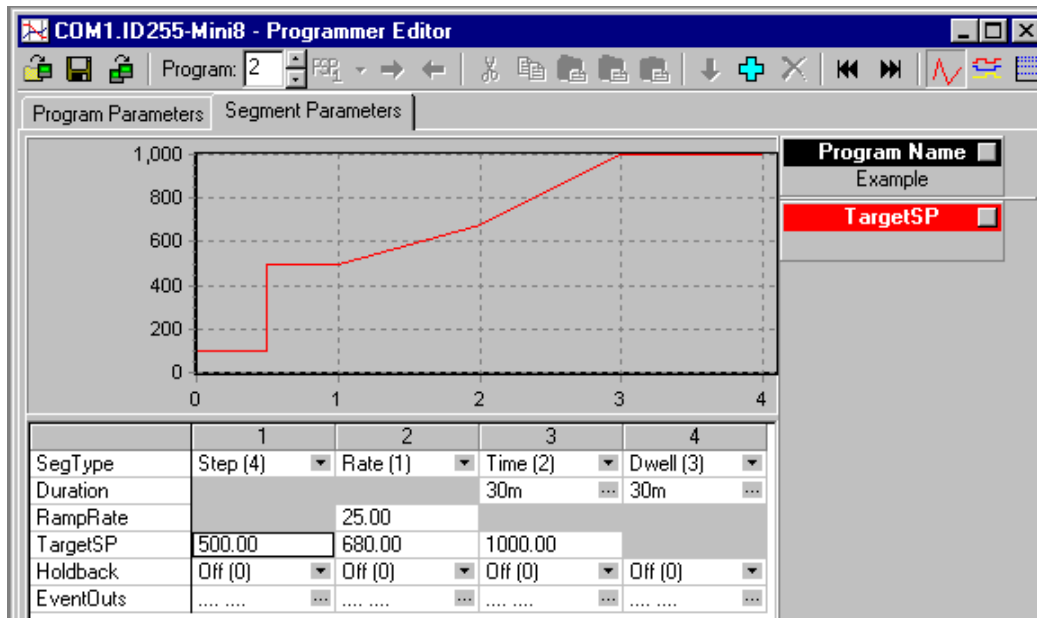 COM1.ID255-Mini8 - Programmer Editor
Program: 2
Program Parameters Segment Parameters
1,000
800
600
400
200
0
0 1 2 3 4
Program Name
Example
TargetSP
1 2 3 4
SegType Step (4) Rate (1) Time (2) Dwell (3)
Duration 30m ... 30m ...
RampRate 25.00
TargetSP 500.00 680.00 1000.00
Holdback Off (0) Off (0) Off (0) Off (0)
EventOuts .... .... ... .... .... ... .... .... ... .... .... ...